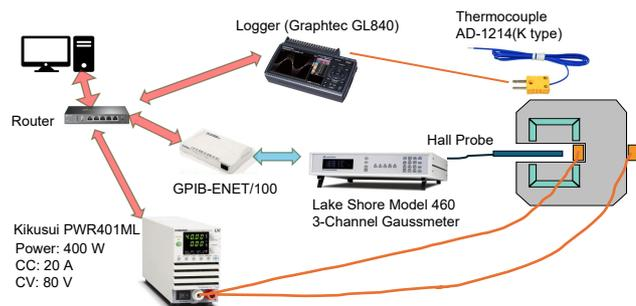 Logger (Graphtec GL840)
Thermocouple
AD-1214(K type)
Router
Hall Probe
GPIB-ENET/100
Lake Shore Model 460
3-Channel Gaussmeter
Kikusui PWR401ML
Power: 400 W
CC: 20 A
CV: 80 V